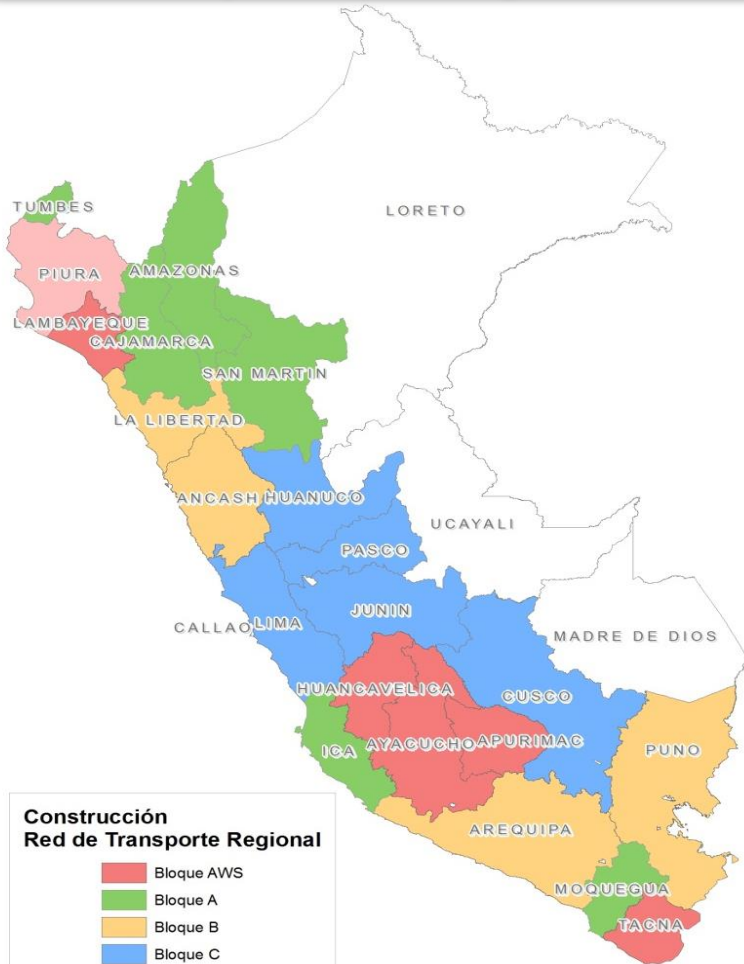 TUMBES
LORETO
PIURA
AMAZONAS
LAMBAYEQUE
CAJAMARCA
SAN MARTIN
LA LIBERTAD
ANCASH
HUANUCO
UCAYALI
PASCO
CALLAO
LIMA
JUNIN
MADRE DE DIOS
HUANCAVELICA
CUSCO
ICA
AYACUCHO
APURIMAC
PUNO
AREQUIPA
MOQUEGUA
TACNA
Construcción
Red de Transporte Regional
Bloque AWS
Bloque A
Bloque B
Bloque C